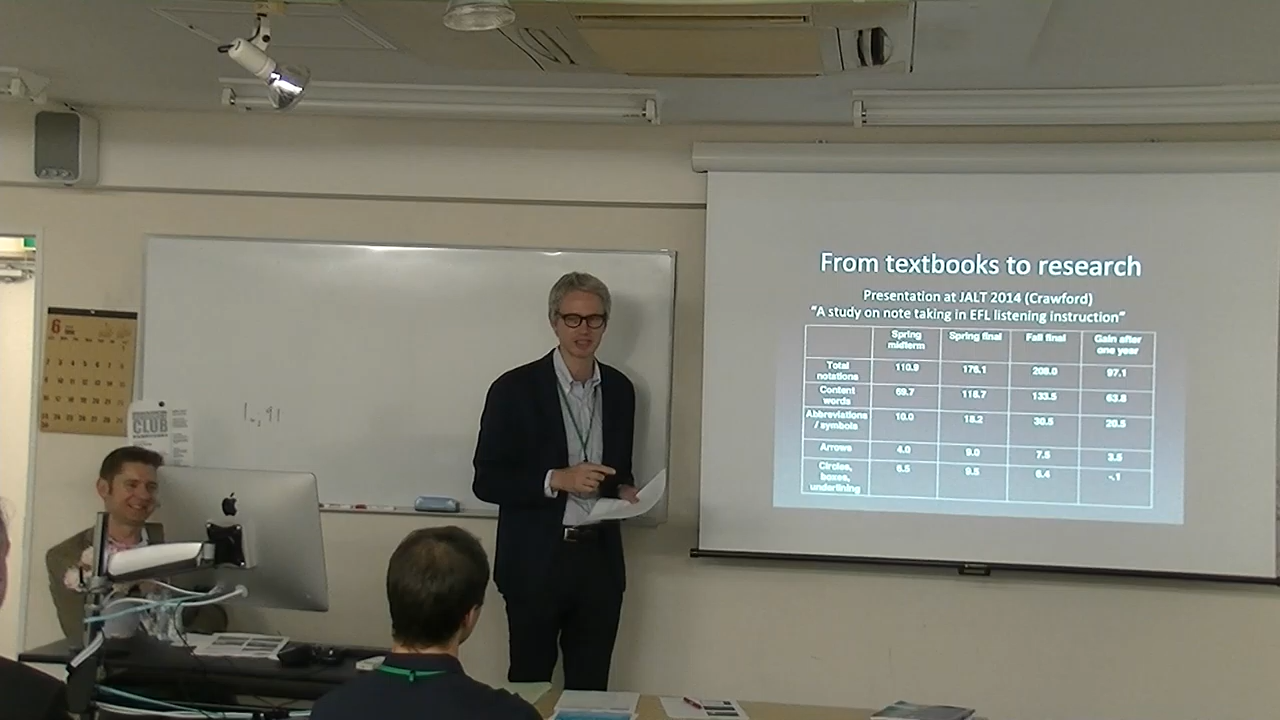 From textbooks to research
Presentation at JALT 2014 (Crawford)
"A study on note taking in EFL listening instruction"
Spring midterm Spring final Fall final Gain after one year
Total notations 110.9 176.1 208.0 97.1
Content words 69.7 116.7 133.5 63.8
Abbreviations / symbols 10.0 18.2 30.5 20.5
Arrows 4.0 9.0 7.5 3.5
Circles, boxes, underlining 6.5 9.5 6.4 -.1
6
CLUB